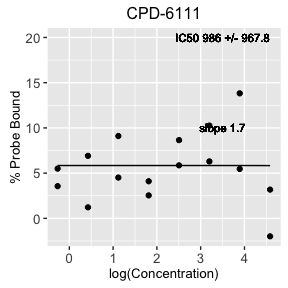 CPD-6111
IC50 986 +/- 967.8
slope 1.7
% Probe Bound
20
15
10
5
0
0 1 2 3 4
log(Concentration)